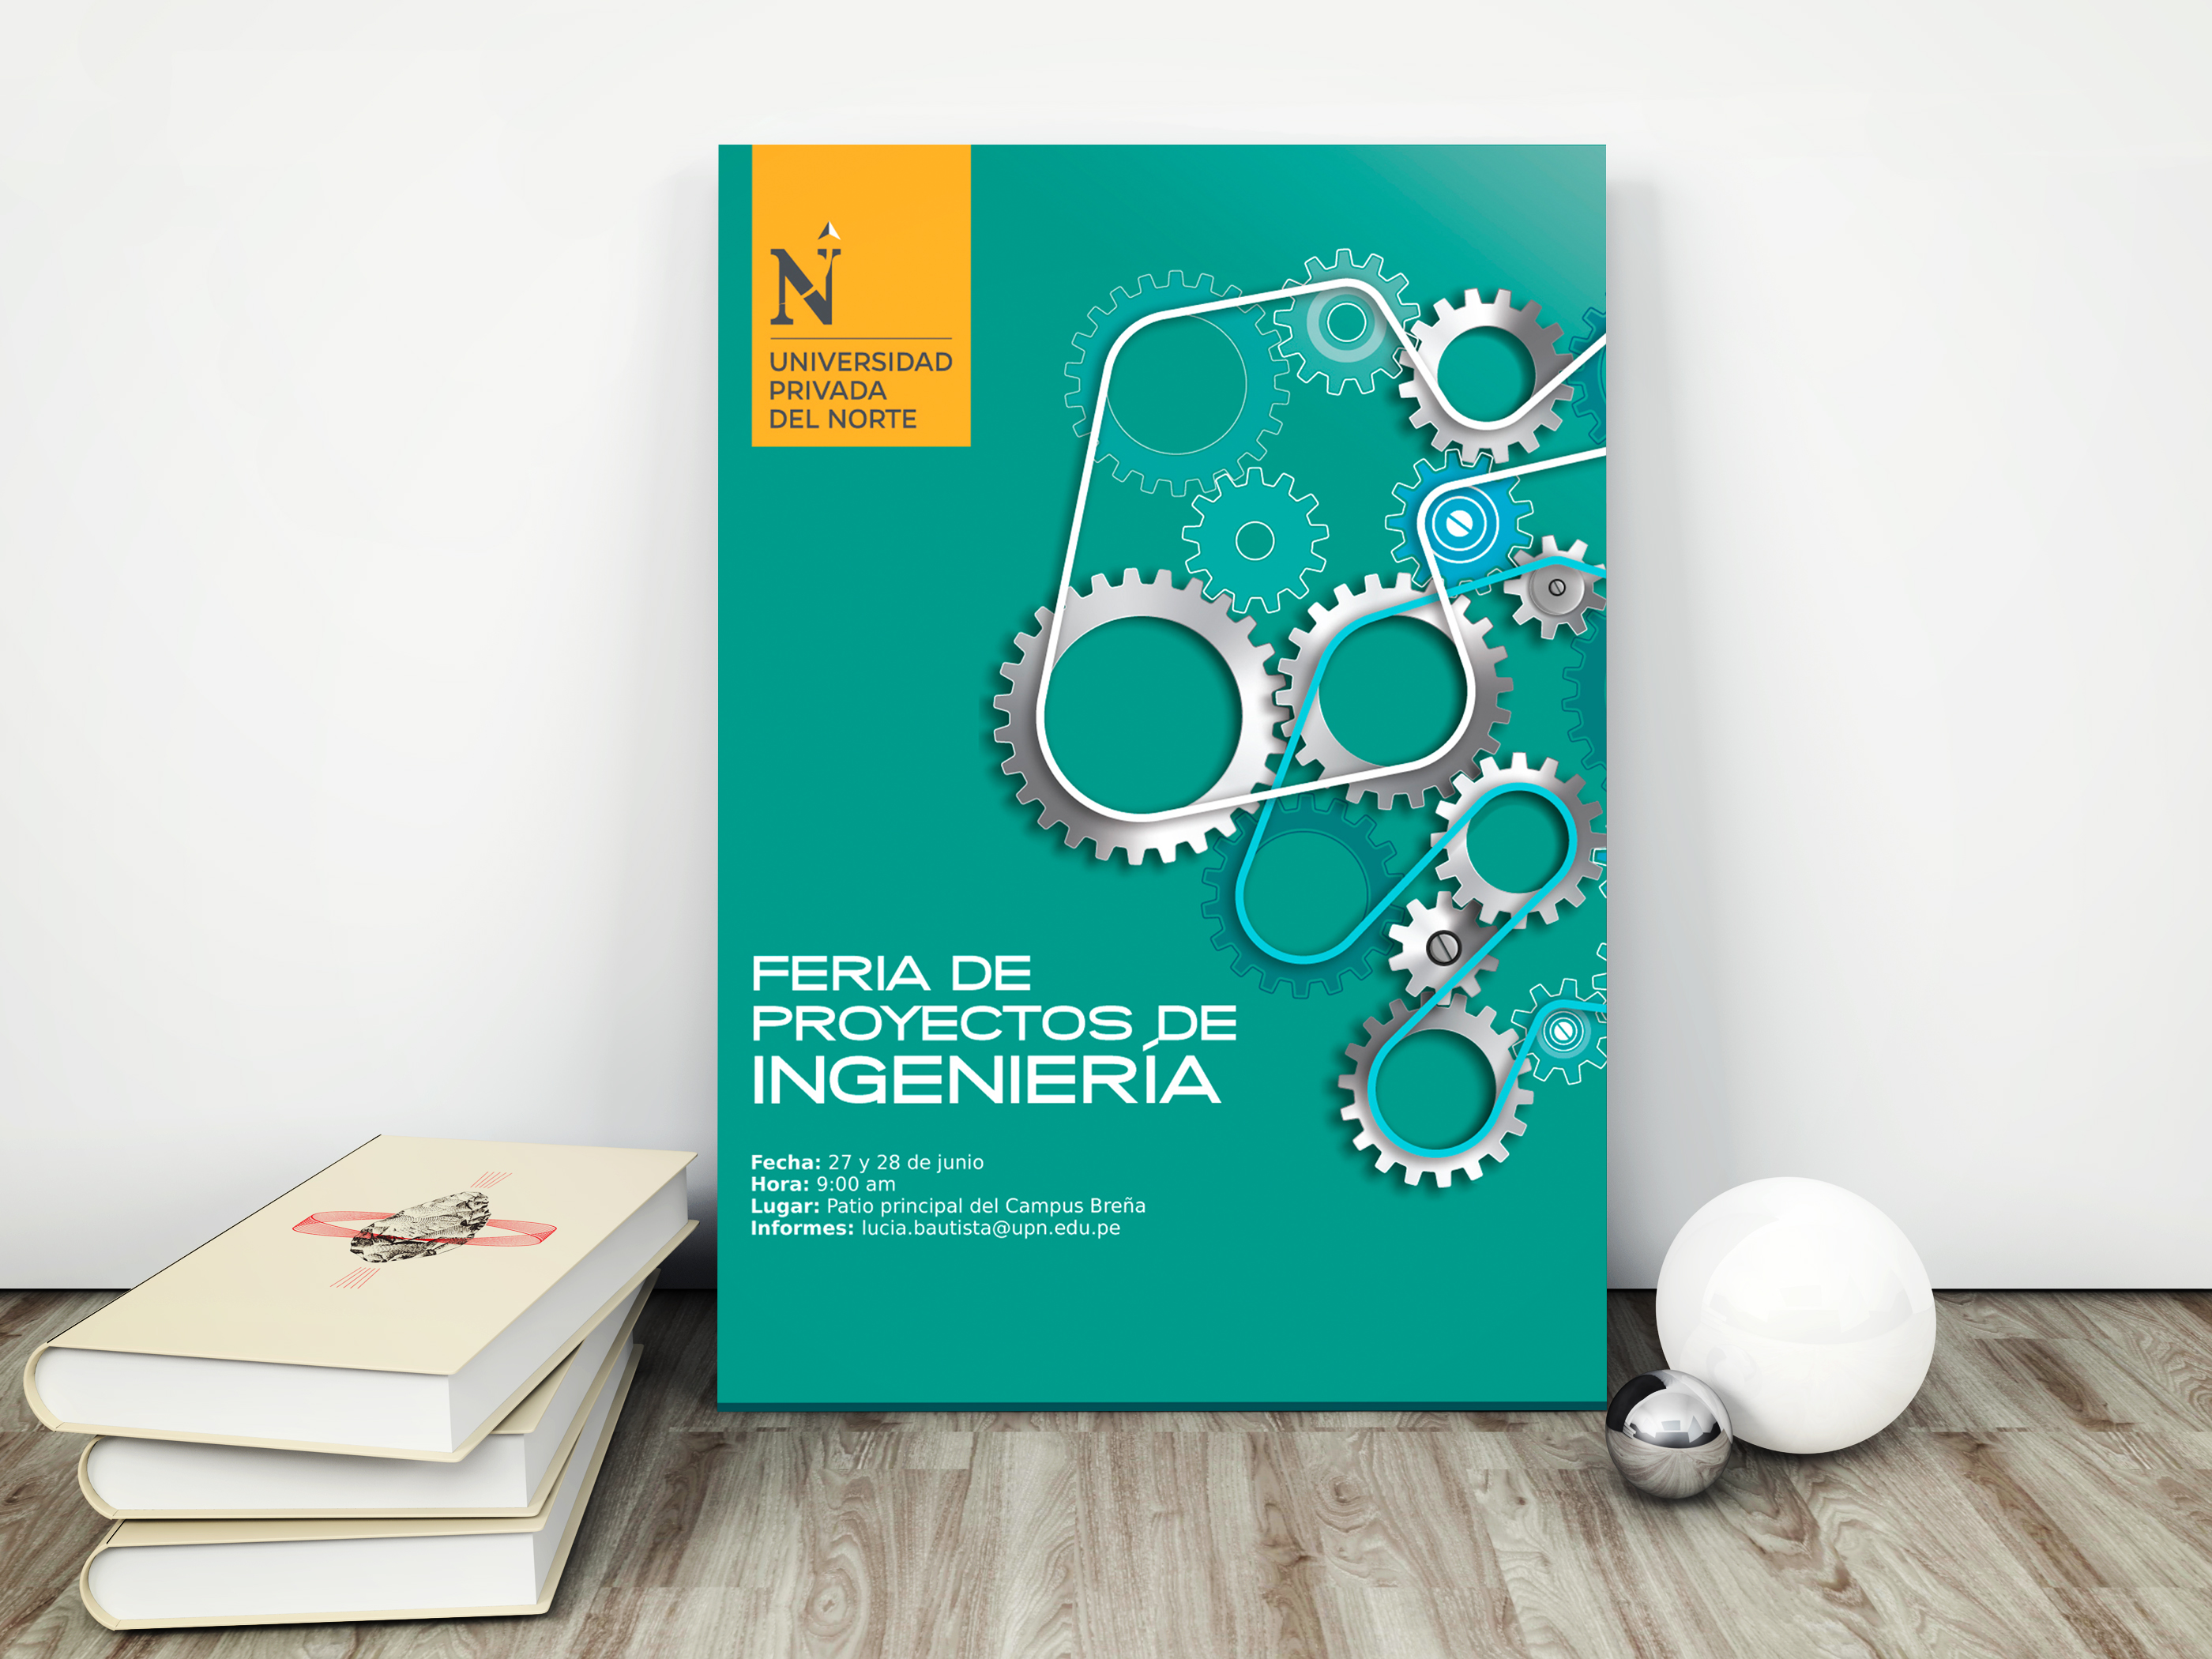 N
UNIVERSIDAD
PRIVADA
DEL NORTE
FERIA DE
PROYECTOS DE
INGENIERÍA
Fecha: 27 y 28 de junio
Hora: 9:00 am
Lugar: Patio principal del Campus Breña
Informes: lucia.bautista@upn.edu.pe